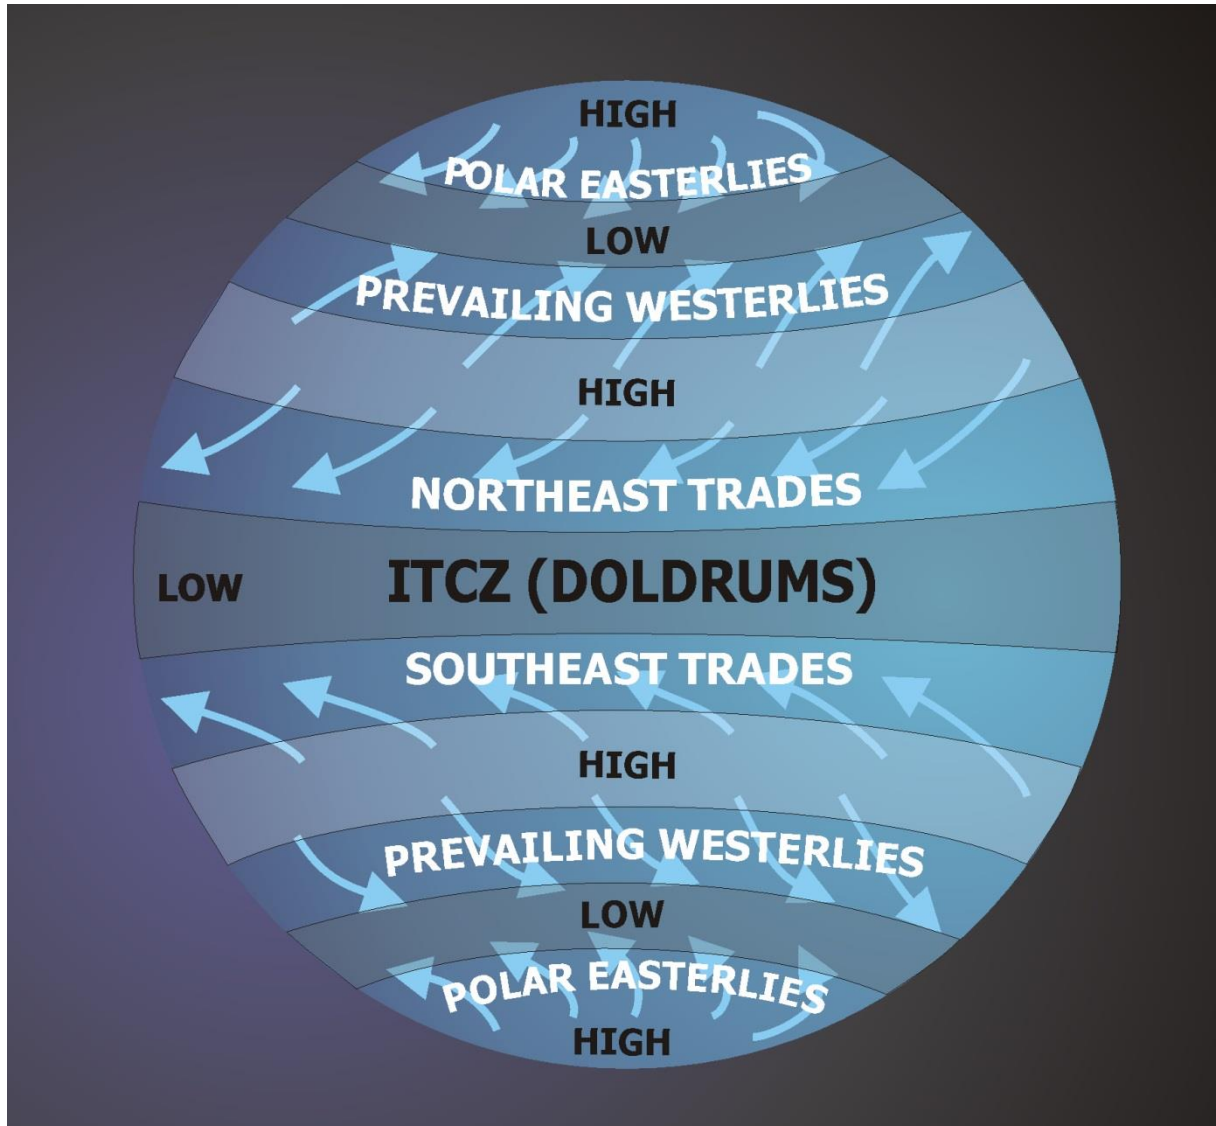 HIGH
POLAR EASTERLIES
LOW
PREVAILING WESTERLIES
HIGH
NORTHEAST TRADES
LOW ITCZ (DOLDRUMS)
SOUTHEAST TRADES
HIGH
PREVAILING WESTERLIES
LOW
POLAR EASTERLIES
HIGH